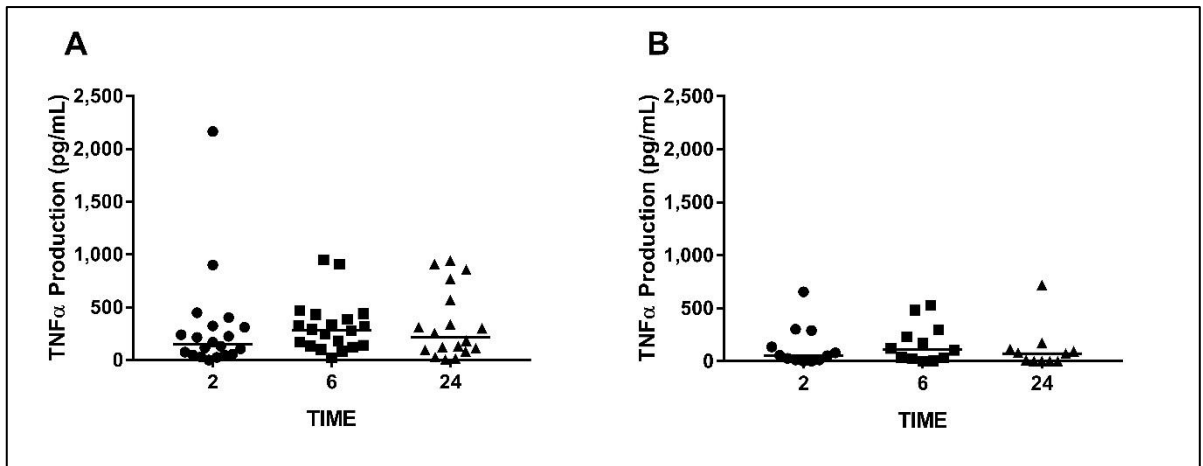 A
TNFα Production (pg/mL)
2,500
2,000
1,500
1,000
500
0
2 6 24
TIME
B
TNFα Production (pg/mL)
2,500
2,000
1,500
1,000
500
0
2 6 24
TIME